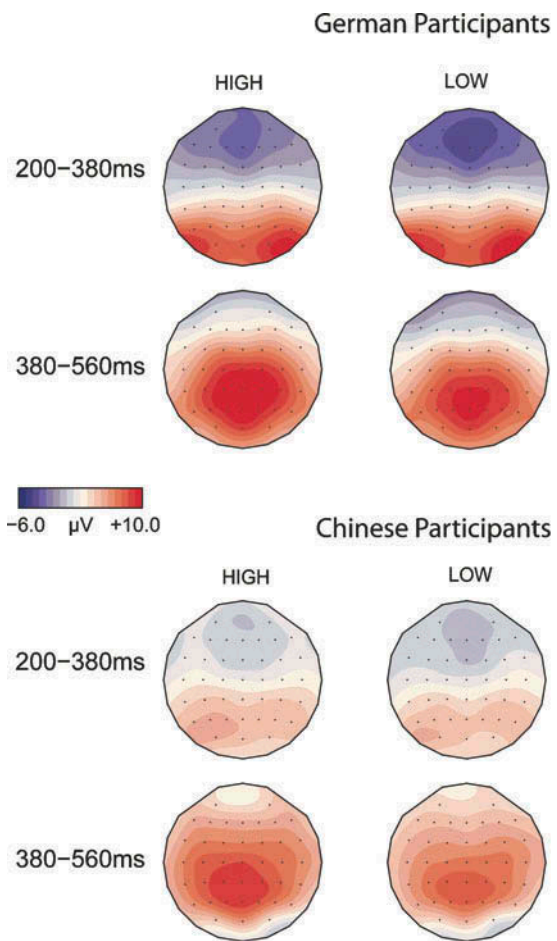 German Participants
HIGH LOW
200–380ms
380–560ms
−6.0 μV +10.0
Chinese Participants
HIGH LOW
200–380ms
380–560ms